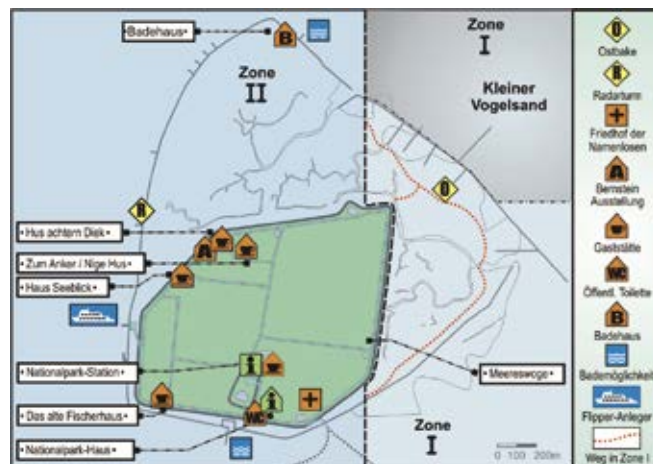 Badehaus
B
Zone
II
Zone
I
Kleiner
Vogelsand
O
R
Hus achtern Diek
A
Zum Anker / Nige Hus
Haus Seeblick
Nationalpark-Station
i
Das alte Fischerhaus
i
WC
Nationalpark-Haus
Meereswoge
Zone
I
0 200m
O
Ostbake
R
Radarturm
Friedhof der
Namenlosen
A
Bernstein
Ausstellung
Gaststätte
WC
Öffentl. Toilette
B
Badehaus
Bademöglichkeit
Flipper-Anleger
Weg in Zone I